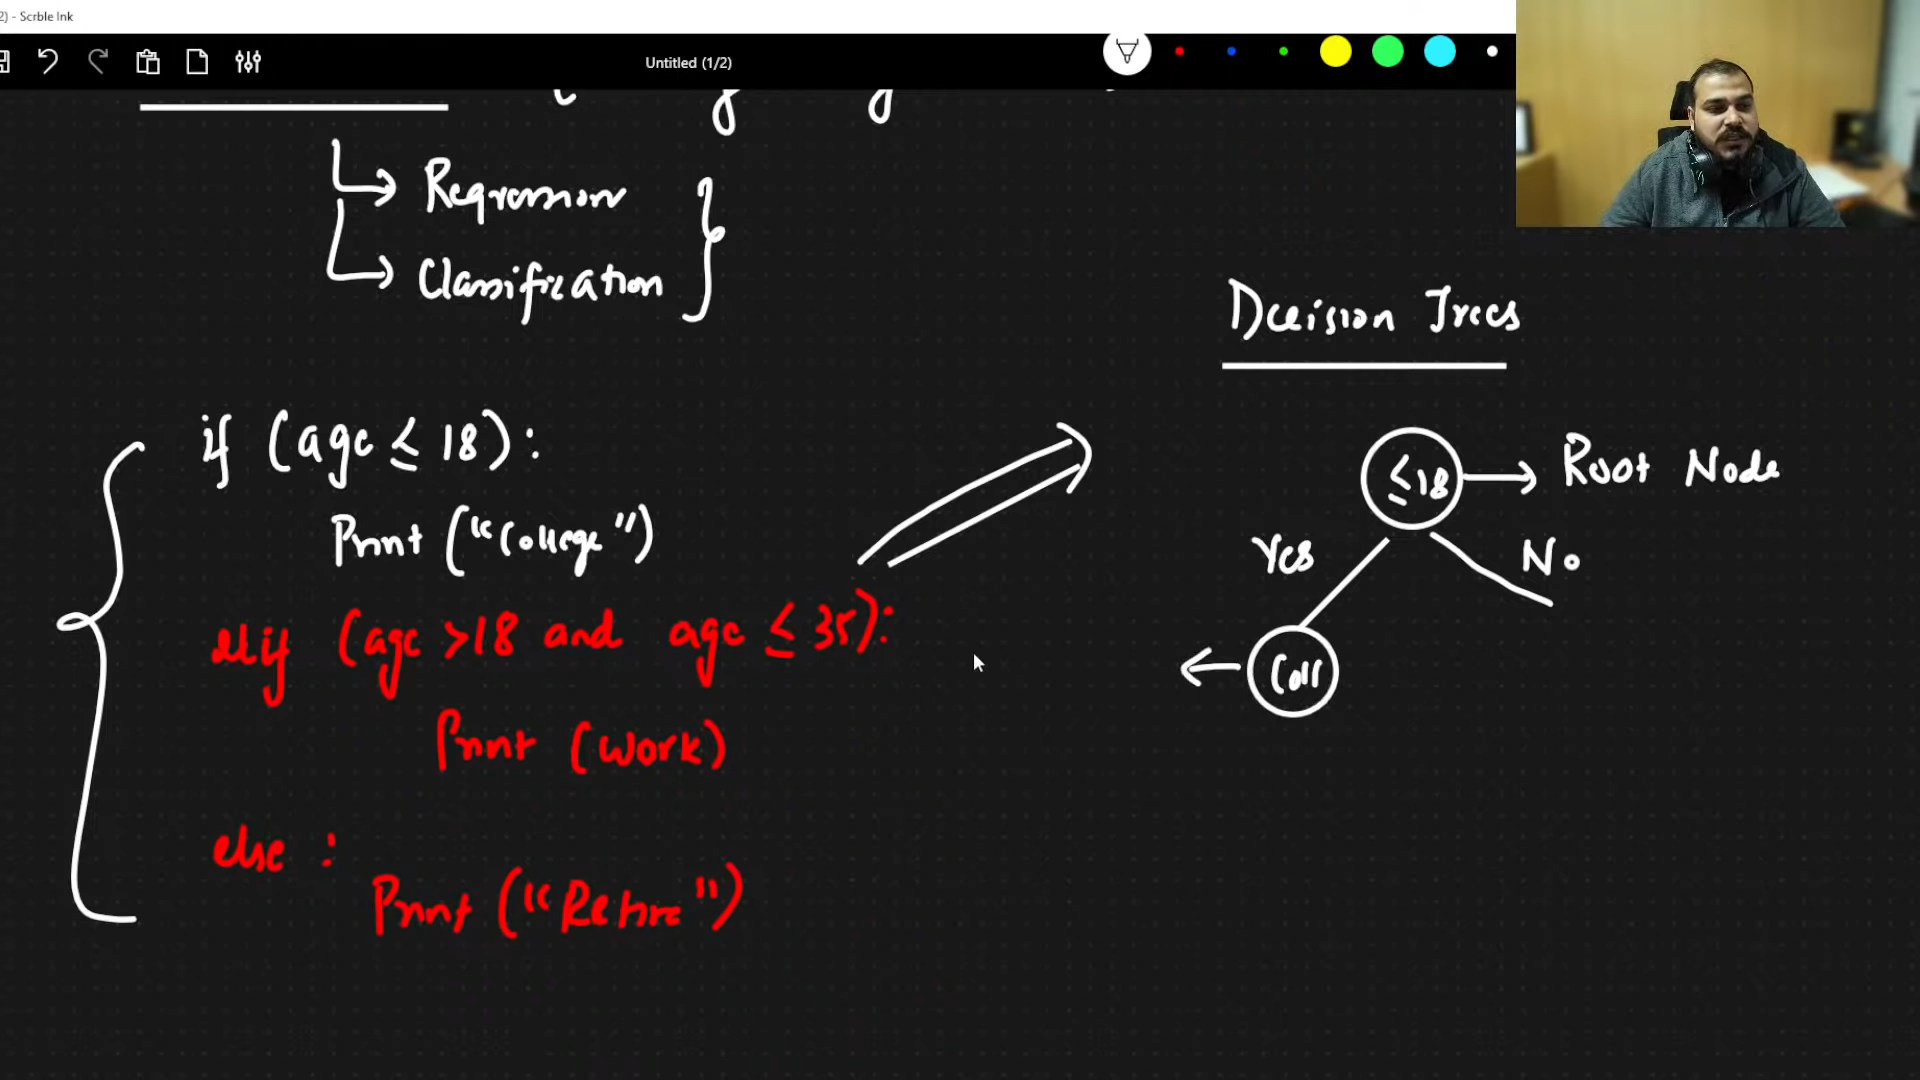 2) - Scrble Ink
Untitled (1/2)
Regression
Classification
Decision Trees
if (age ≤ 18):
Print ("College")
elif (age >18 and age ≤ 35):
Print (Work)
else :
Print ("Retire")
≤18
Root Node
Yes
No
Coll